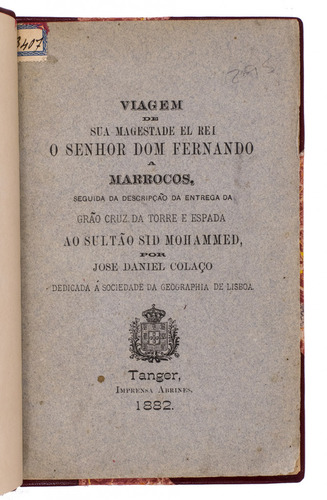 3407
VIAGEM
DE
SUA MAGESTADE EL REI
O SENHOR DOM FERNANDO
A
MARROCOS,
SEGUIDA DA DESCRIPÇÃO DA ENTREGA DA
GRÃO CRUZ DA TORRE E ESPADA
AO SULTÃO SID MOHAMMED,
POR
JOSE DANIEL COLAÇO
DEDICADA A SOCIEDADE DA GEOGRAPHIA DE LISBOA.
Tanger,
IMPRENSA ABRINES.
1882.